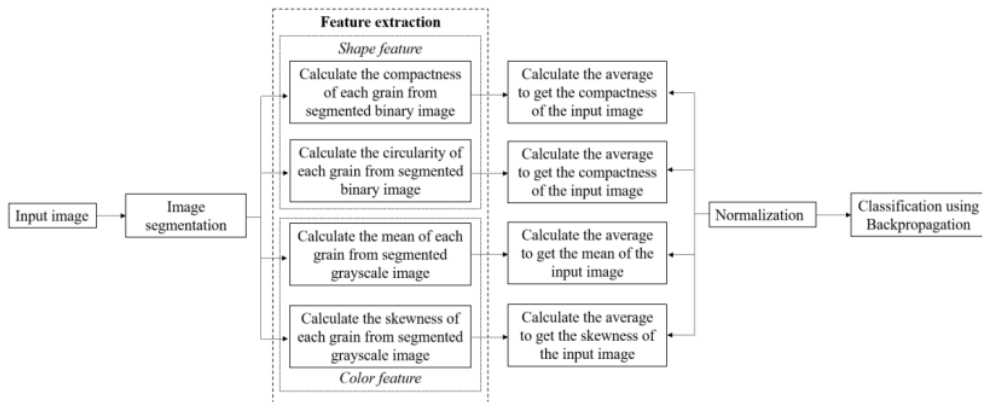 Feature extraction
Shape feature
Calculate the compactness
of each grain from
segmented binary image
Calculate the average
to get the compactness
of the input image
Calculate the circularity of
each grain from segmented
binary image
Calculate the average
to get the compactness
of the input image
Input image
Image
segmentation
Normalization
Classification using
Backpropagation
Calculate the mean of each
grain from segmented
grayscale image
Calculate the average
to get the mean of the
input image
Calculate the skewness of
each grain from segmented
grayscale image
Calculate the average
to get the skewness of
the input image
Color feature